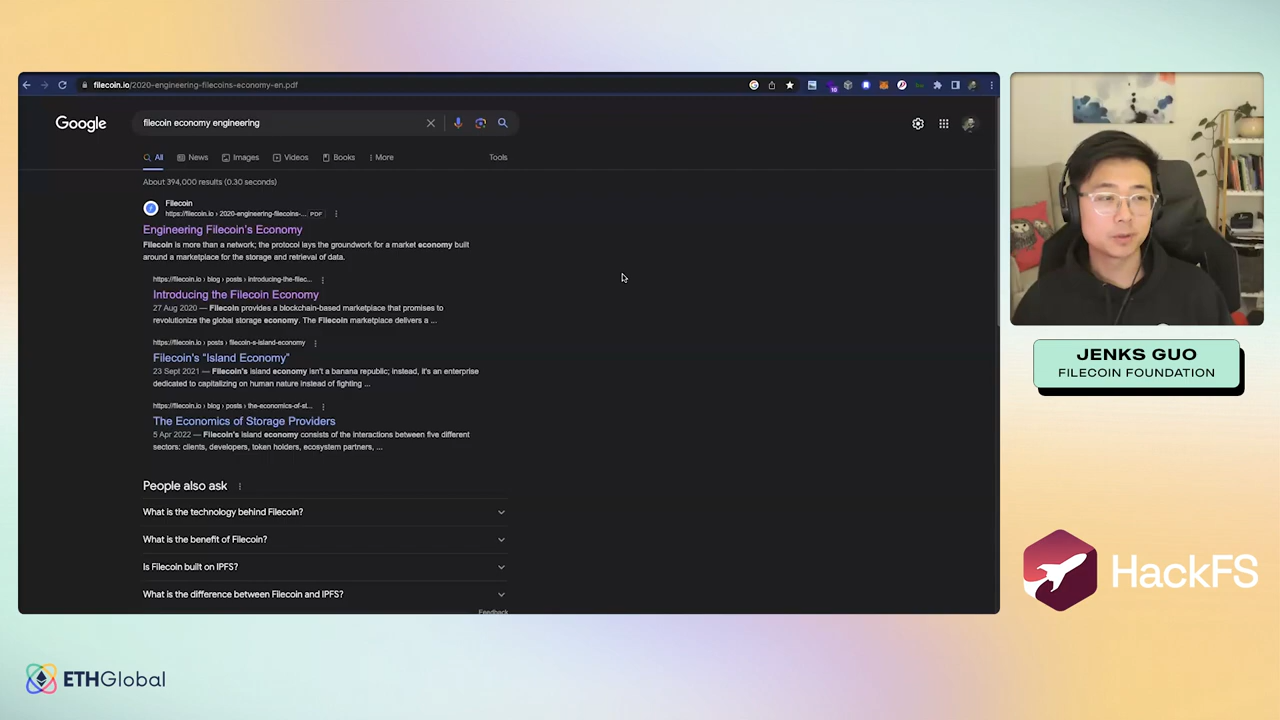 filecoin.io/2020-engineering-filecoins-economy-en.pdf
10
Google
filecoin economy engineering
All
News
Images
Videos
Books
More
Tools
About 394,000 results (0.30 seconds)
Filecoin
https://filecoin.io › 2020-engineering-filecoins-... PDF
Engineering Filecoin's Economy
Filecoin is more than a network; the protocol lays the groundwork for a market economy built
around a marketplace for the storage and retrieval of data.
https://filecoin.io › blog › posts › introducing-the-filec...
Introducing the Filecoin Economy
27 Aug 2020 — Filecoin provides a blockchain-based marketplace that promises to
revolutionize the global storage economy. The Filecoin marketplace delivers a ...
https://filecoin.io › posts › filecoin-s-island-economy
Filecoin's "Island Economy"
23 Sept 2021 — Filecoin's island economy isn't a banana republic; instead, it's an enterprise
dedicated to capitalizing on human nature instead of fighting ...
https://filecoin.io › blog › posts › the-economics-of-st...
The Economics of Storage Providers
5 Apr 2022 — Filecoin's island economy consists of the interactions between five different
sectors: clients, developers, token holders, ecosystem partners, ...
People also ask
What is the technology behind Filecoin?
What is the benefit of Filecoin?
Is Filecoin built on IPFS?
What is the difference between Filecoin and IPFS?
Feedback
JENKS GUO
FILECOIN FOUNDATION
HackFS
ETHGlobal